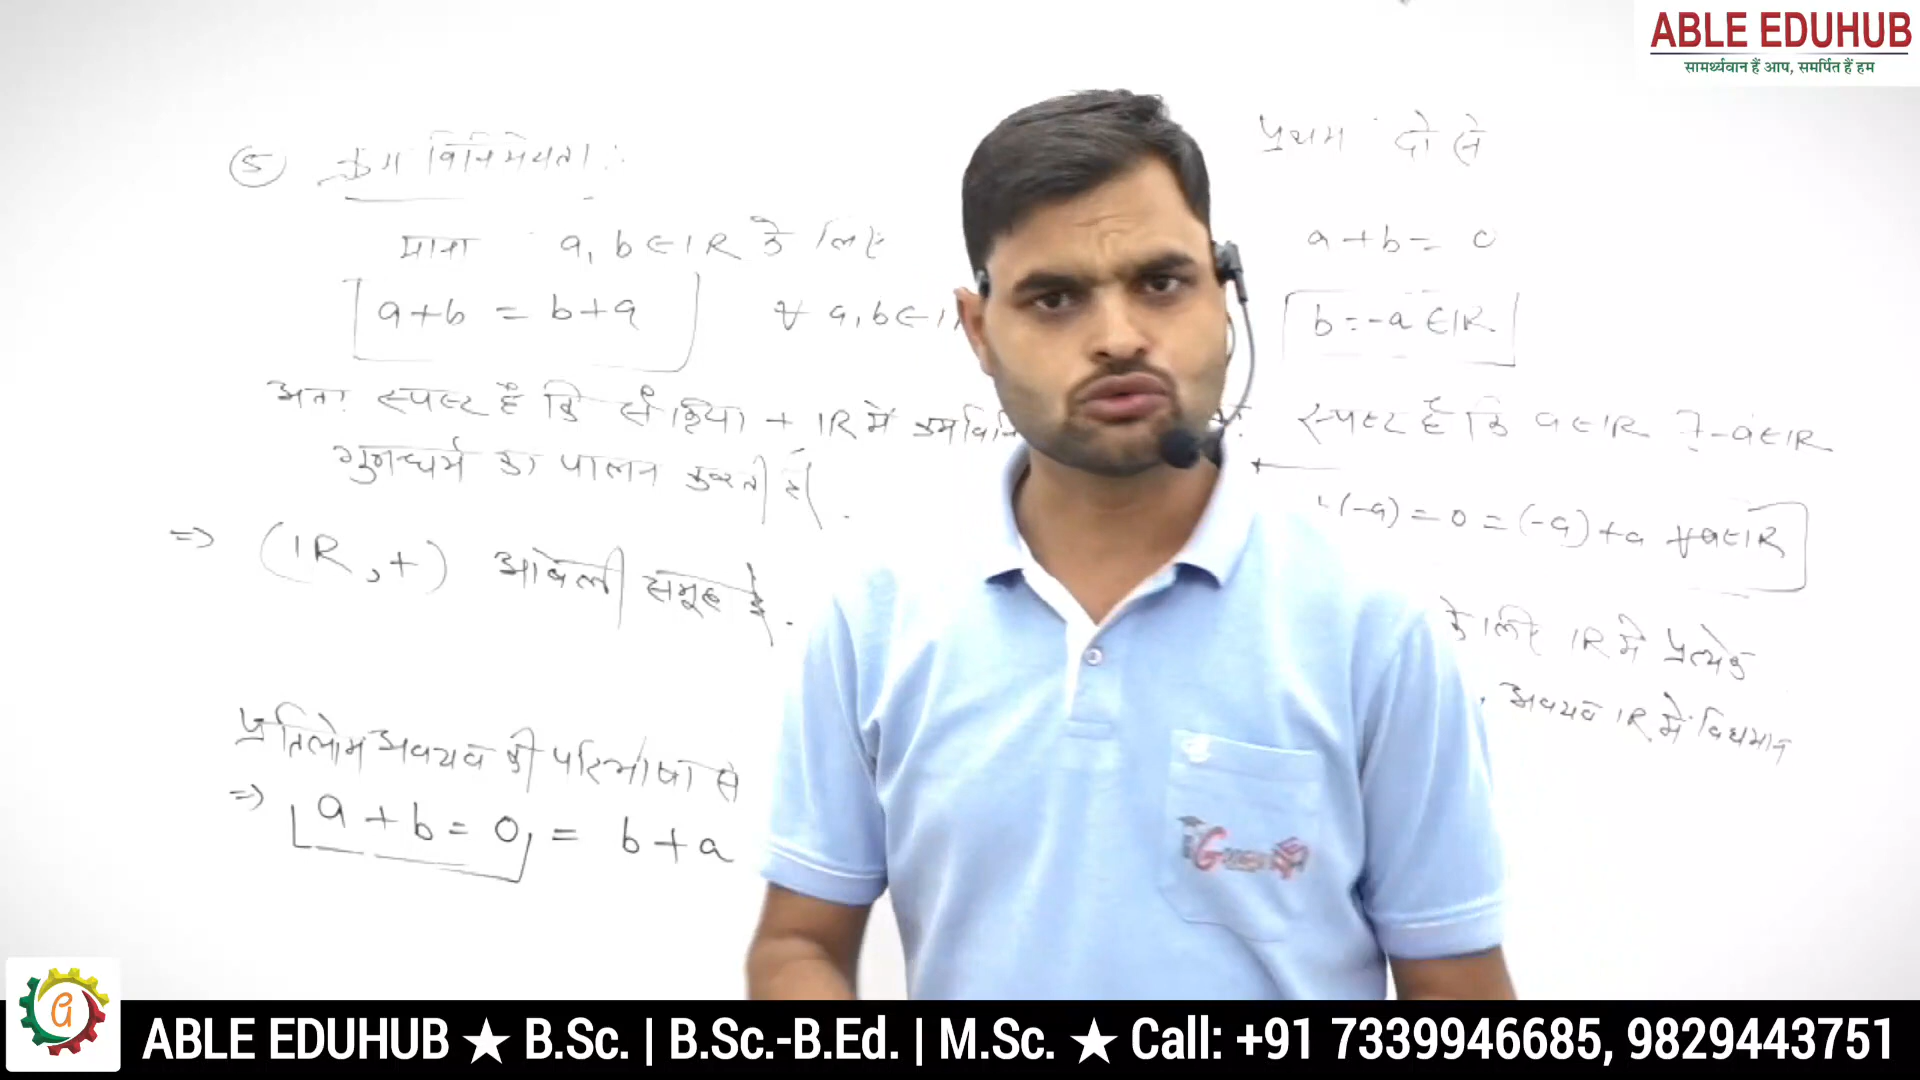 ABLE EDUHUB
सामर्थ्यवान हैं आप, समर्पित हैं हम
⑤ क्रम विनिमेयता :
माना a, b ∈ IR के लिए
a+b = b+a ∀ a, b ∈
अतः स्पष्ट है कि संक्रिया + IR में क्रमविनि
गुणधर्म का पालन करती है.
⇒ (IR, +) आबेली समूह है.
प्रतिलोम अवयव की परिभाषा से
⇒ a + b = 0 = b + a
प्रथम दो से
a + b = 0
b = -a ∈ IR
स्पष्ट है कि a ∈ IR -a ∈ IR
(-a) = 0 = (-a) + a ∀ a ∈ IR
के लिए IR में प्रत्येक
अवयव IR में विद्यमान
ABLE EDUHUB ★ B.Sc. | B.Sc.-B.Ed. | M.Sc. ★ Call: +91 7339946685, 9829443751